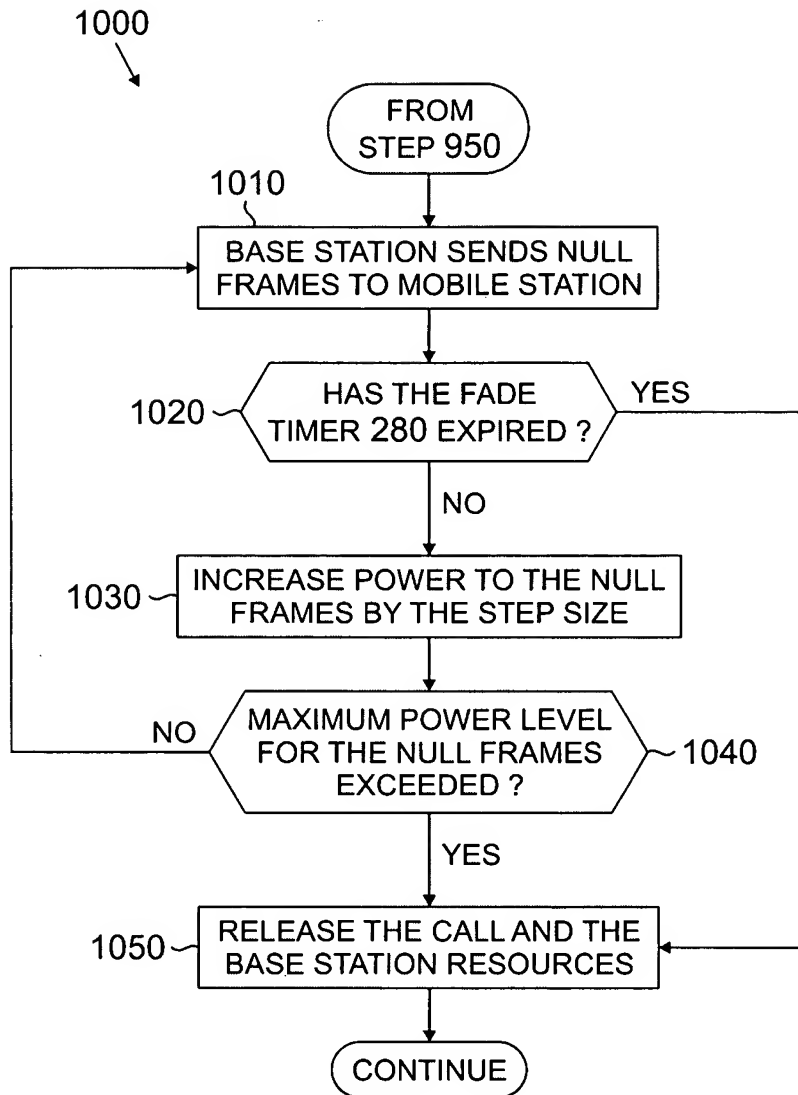 1000
FROM
STEP 950
1010
BASE STATION SENDS NULL
FRAMES TO MOBILE STATION
1020
HAS THE FADE
TIMER 280 EXPIRED ?
YES
NO
1030
INCREASE POWER TO THE NULL
FRAMES BY THE STEP SIZE
NO
MAXIMUM POWER LEVEL
FOR THE NULL FRAMES
EXCEEDED ?
1040
YES
1050
RELEASE THE CALL AND THE
BASE STATION RESOURCES
CONTINUE